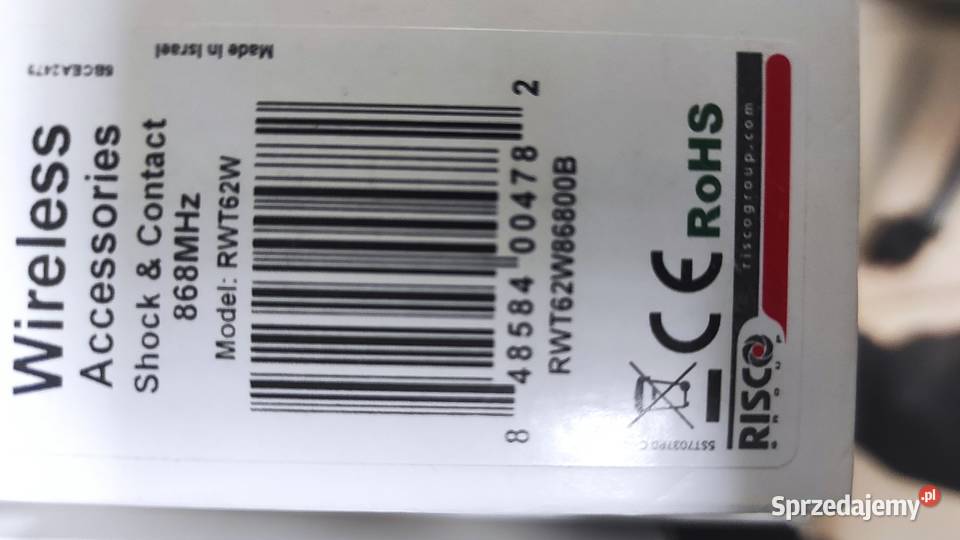 Wireless
Accessories
Shock & Contact
868MHz
Model: RWT62W
8 48584 00478 2
RWT62W86800B
CE RoHS
RISCO
GROUP
riscogroup.com
Made in Israel
Sprzedajemy.pl